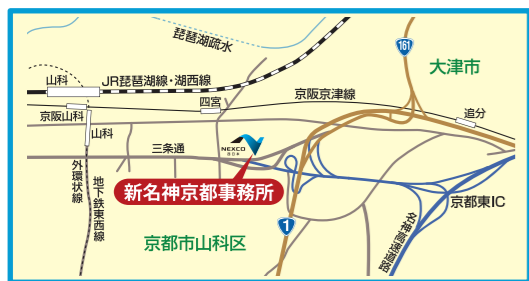 琵琶湖疏水
161
大津市
山科
JR琵琶湖線・湖西線
四宮
京阪京津線
追分
京阪山科
山科
三条通
NEXCO
西日本
新名神京都事務所
外環状線
地下鉄東西線
京都東IC
1
京都市山科区
名神高速道路